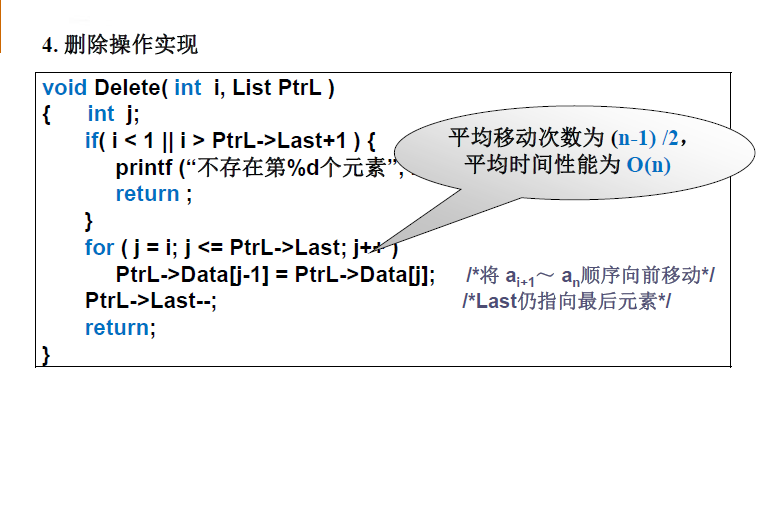 4. 删除操作实现
void Delete( int i, List PtrL )
{ int j;
if( i < 1 || i > PtrL->Last+1 ) {
printf (“不存在第%d个元素”,
return ;
}
for ( j = i; j <= PtrL->Last; j++ )
PtrL->Data[j-1] = PtrL->Data[j]; /*将 ai+1～ an顺序向前移动*/
PtrL->Last--; /*Last仍指向最后元素*/
return;
}
平均移动次数为 (n-1) /2，
平均时间性能为 O(n)